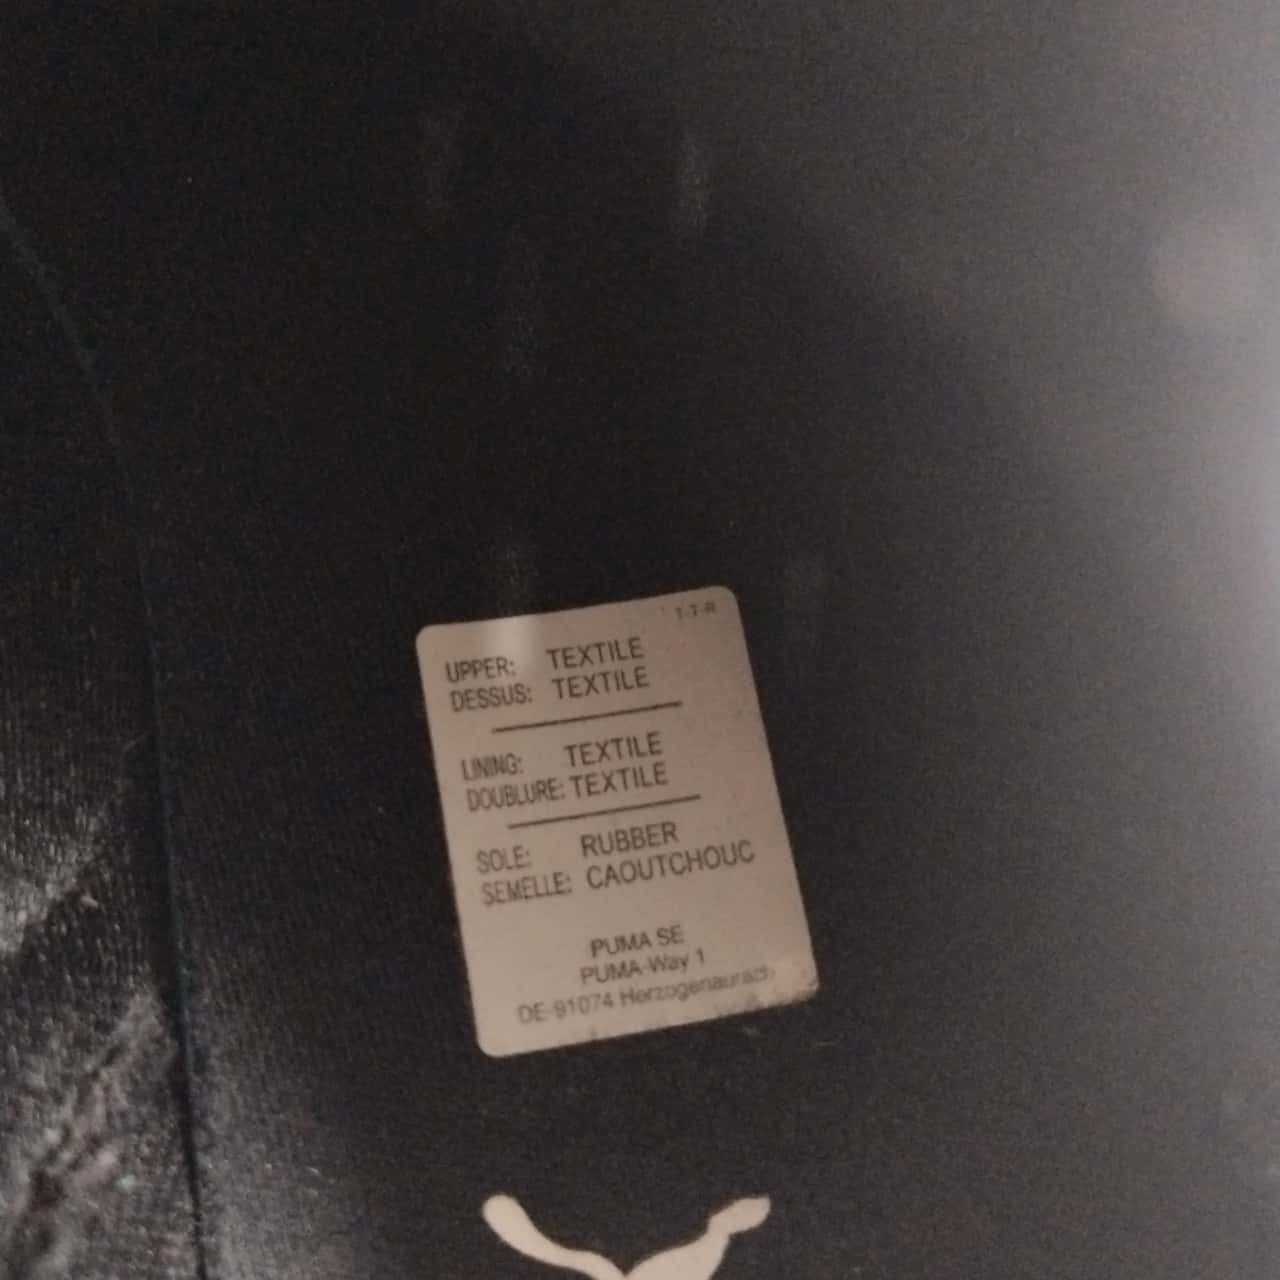 1-T-R
UPPER: TEXTILE
DESSUS: TEXTILE
LINING: TEXTILE
DOUBLURE: TEXTILE
SOLE: RUBBER
SEMELLE: CAOUTCHOUC
PUMA SE
PUMA-Way 1
DE-91074 Herzogenaurach